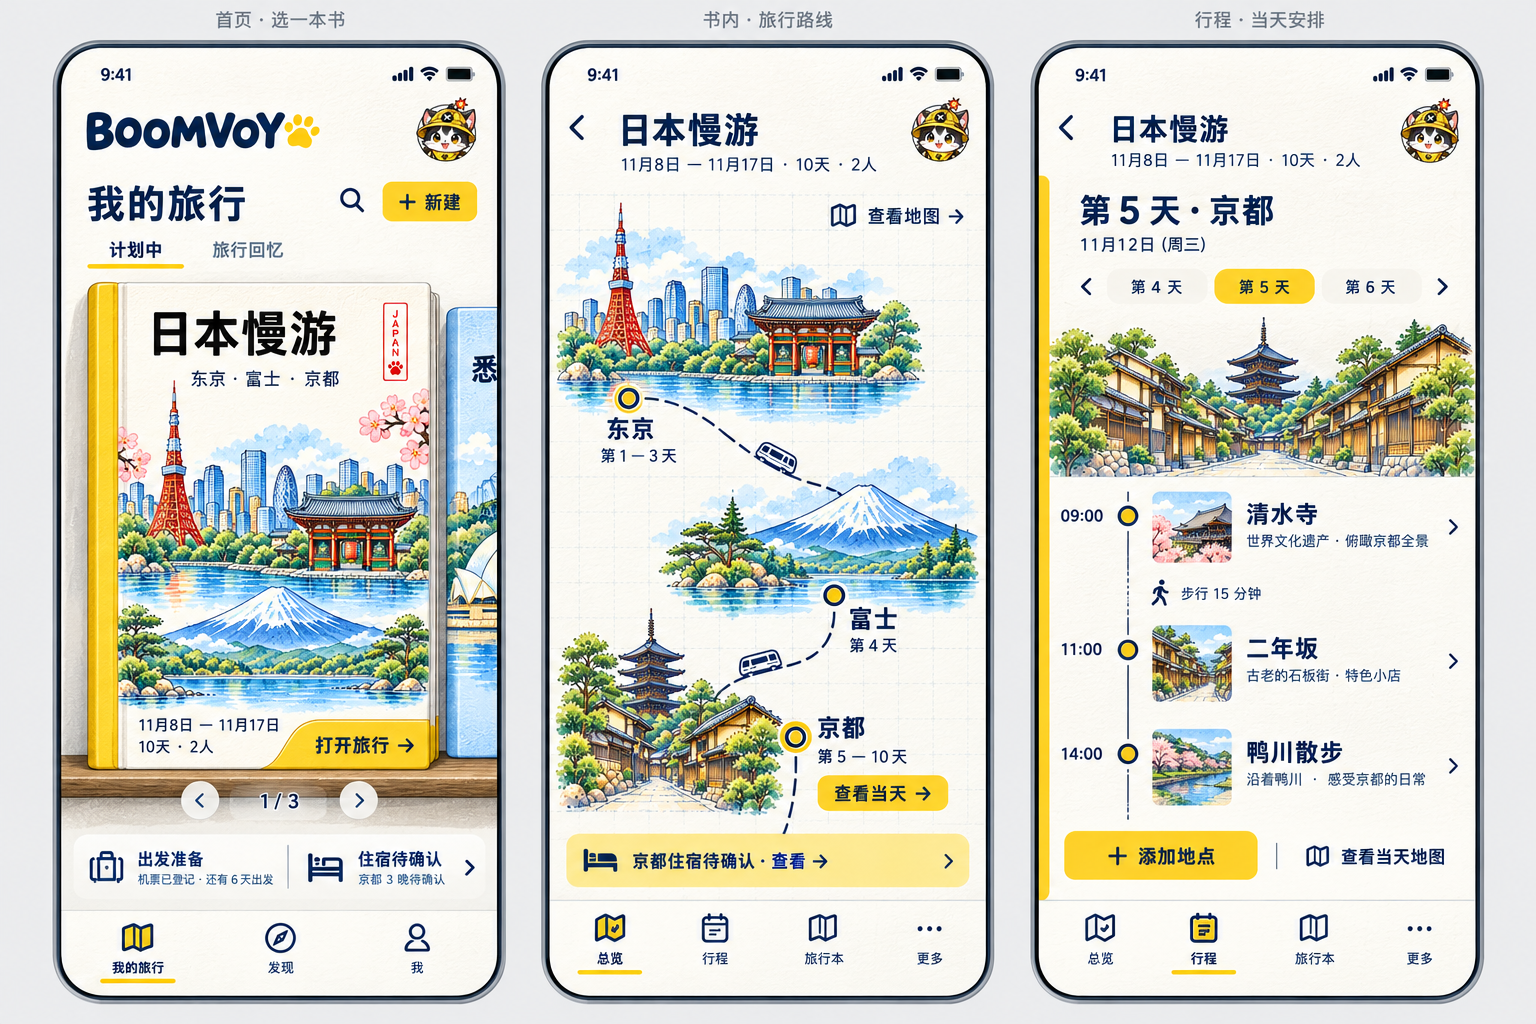 首页 · 选一本书
9:41
BOOMVOY
我的旅行
+ 新建
计划中
旅行回忆
日本慢游
JAPAN
东京 · 富士 · 京都
悉
11月8日 — 11月17日
10天 · 2人
打开旅行 →
1 / 3
出发准备
机票已登记 · 还有 6 天出发
住宿待确认
京都 3 晚待确认
我的旅行
发现
我
书内 · 旅行路线
9:41
日本慢游
11月8日 — 11月17日 · 10天 · 2人
查看地图 →
东京
第 1 — 3 天
富士
第 4 天
京都
第 5 — 10 天
查看当天 →
京都住宿待确认 · 查看 →
总览
行程
旅行本
更多
行程 · 当天安排
9:41
日本慢游
11月8日 — 11月17日 · 10天 · 2人
第 5 天 · 京都
11月12日 (周三)
第 4 天
第 5 天
第 6 天
09:00
清水寺
世界文化遗产 · 俯瞰京都全景
步行 15 分钟
11:00
二年坂
古老的石板街 · 特色小店
14:00
鸭川散步
沿着鸭川 · 感受京都的日常
+ 添加地点
查看当天地图
总览
行程
旅行本
更多